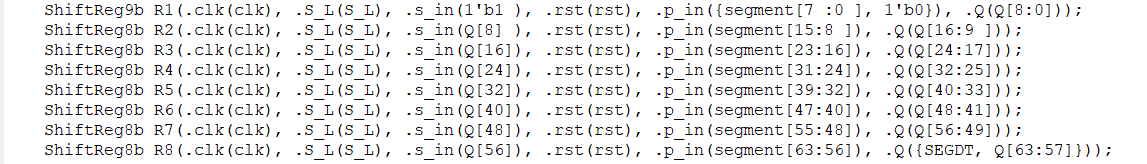 ShiftReg9b R1(.clk(clk), .S_L(S_L), .s_in(1'b1 ), .rst(rst), .p_in({segment[7 :0 ], 1'b0}), .Q(Q[8:0]));
ShiftReg8b R2(.clk(clk), .S_L(S_L), .s_in(Q[8] ), .rst(rst), .p_in(segment[15:8 ]), .Q(Q[16:9 ]));
ShiftReg8b R3(.clk(clk), .S_L(S_L), .s_in(Q[16]), .rst(rst), .p_in(segment[23:16]), .Q(Q[24:17]));
ShiftReg8b R4(.clk(clk), .S_L(S_L), .s_in(Q[24]), .rst(rst), .p_in(segment[31:24]), .Q(Q[32:25]));
ShiftReg8b R5(.clk(clk), .S_L(S_L), .s_in(Q[32]), .rst(rst), .p_in(segment[39:32]), .Q(Q[40:33]));
ShiftReg8b R6(.clk(clk), .S_L(S_L), .s_in(Q[40]), .rst(rst), .p_in(segment[47:40]), .Q(Q[48:41]));
ShiftReg8b R7(.clk(clk), .S_L(S_L), .s_in(Q[48]), .rst(rst), .p_in(segment[55:48]), .Q(Q[56:49]));
ShiftReg8b R8(.clk(clk), .S_L(S_L), .s_in(Q[56]), .rst(rst), .p_in(segment[63:56]), .Q({SEGDT, Q[63:57]}));